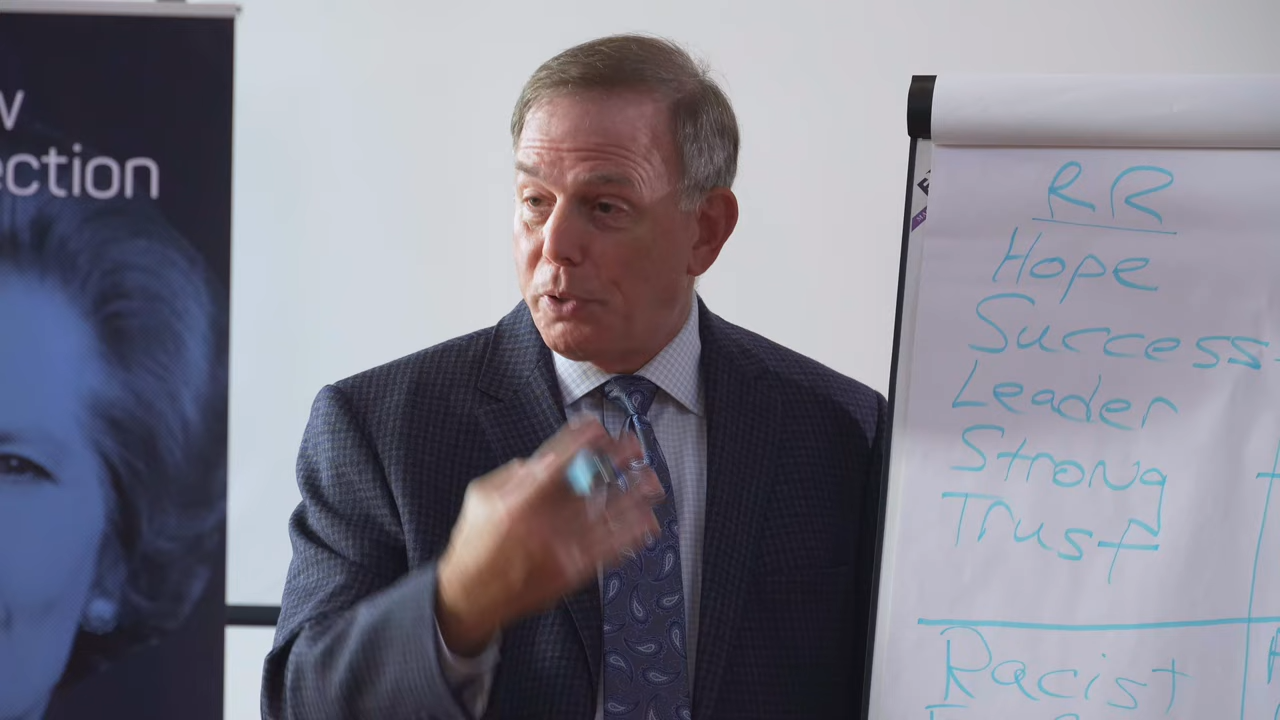 w
ection
RR
Hope
Success
Leader
Strong
Trust
Racist